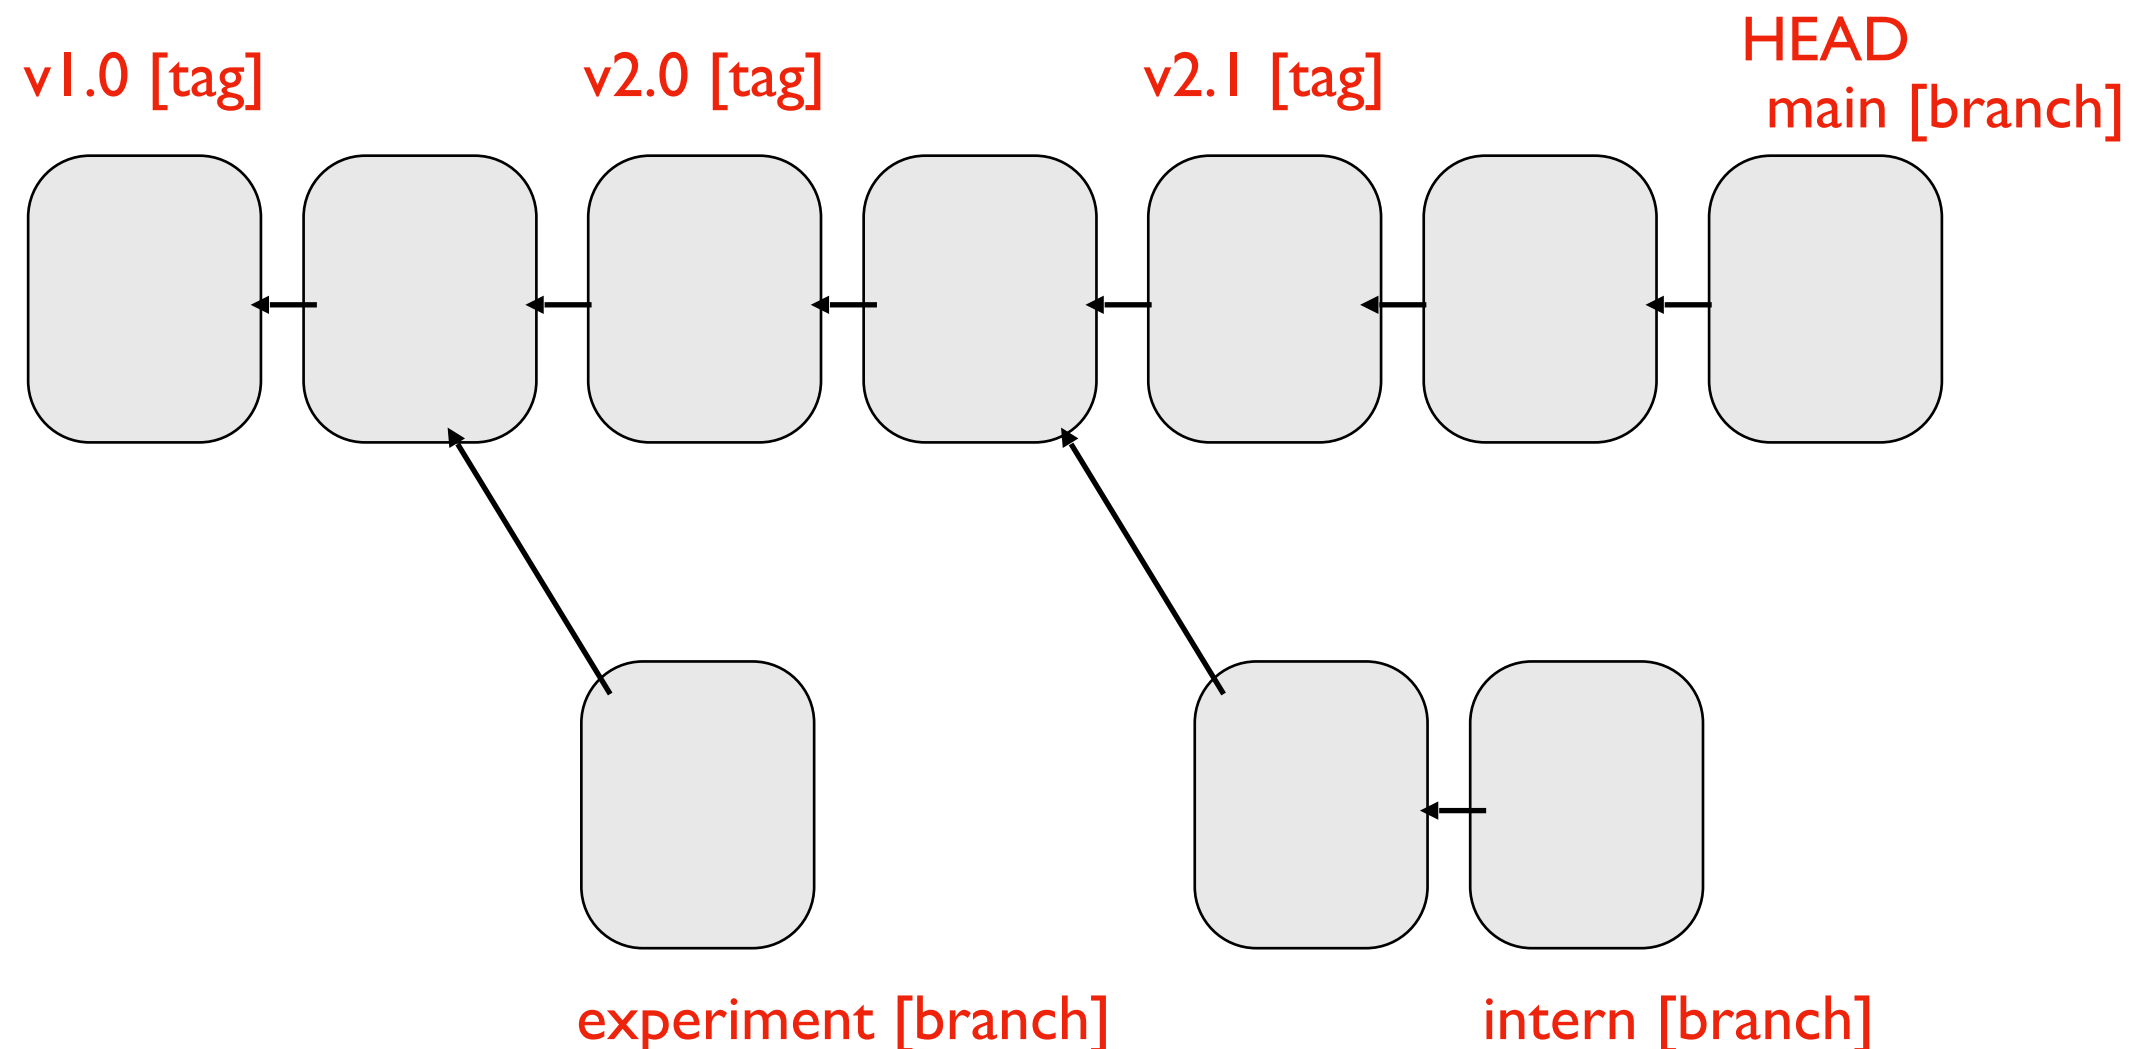 HEAD
v1.0 [tag] v2.0 [tag] v2.1 [tag]
main [branch]
experiment [branch] intern [branch]